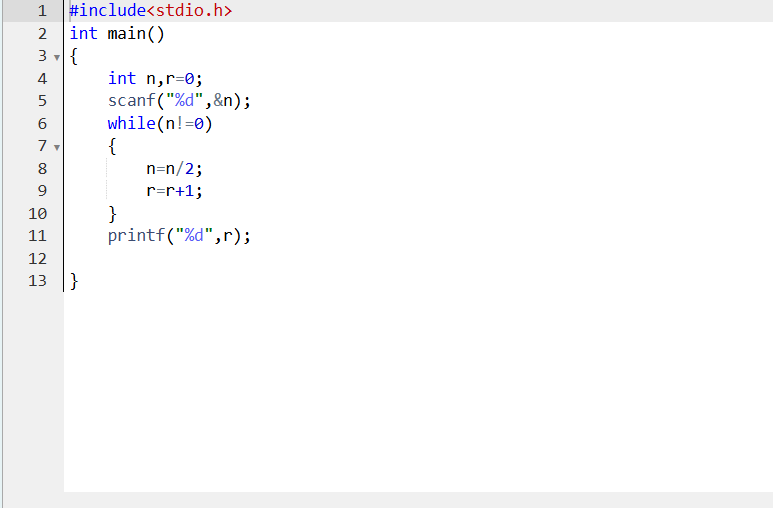 1 #include<stdio.h>
2 int main()
3 {
4     int n,r=0;
5     scanf("%d",&n);
6     while(n!=0)
7     {
8         n=n/2;
9         r=r+1;
10     }
11     printf("%d",r);
12
13 }